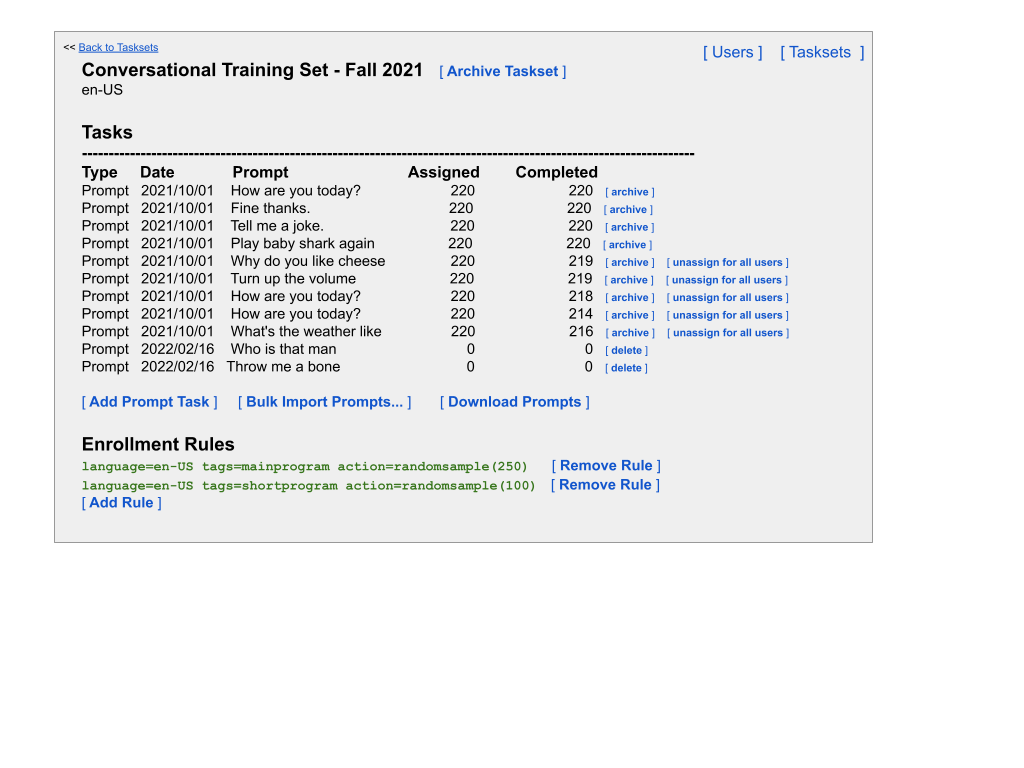 << Back to Tasksets
[ Users ] [ Tasksets ]
Conversational Training Set - Fall 2021 [ Archive Taskset ]
en-US
Tasks
--------------------------------------------------------------------------------------------------------------------
Type Date Prompt Assigned Completed
Prompt 2021/10/01 How are you today? 220 220 [ archive ]
Prompt 2021/10/01 Fine thanks. 220 220 [ archive ]
Prompt 2021/10/01 Tell me a joke. 220 220 [ archive ]
Prompt 2021/10/01 Play baby shark again 220 220 [ archive ]
Prompt 2021/10/01 Why do you like cheese 220 219 [ archive ] [ unassign for all users ]
Prompt 2021/10/01 Turn up the volume 220 219 [ archive ] [ unassign for all users ]
Prompt 2021/10/01 How are you today? 220 218 [ archive ] [ unassign for all users ]
Prompt 2021/10/01 How are you today? 220 214 [ archive ] [ unassign for all users ]
Prompt 2021/10/01 What's the weather like 220 216 [ archive ] [ unassign for all users ]
Prompt 2022/02/16 Who is that man 0 0 [ delete ]
Prompt 2022/02/16 Throw me a bone 0 0 [ delete ]
[ Add Prompt Task ] [ Bulk Import Prompts... ] [ Download Prompts ]
Enrollment Rules
language=en-US tags=mainprogram action=randomsample(250) [ Remove Rule ]
language=en-US tags=shortprogram action=randomsample(100) [ Remove Rule ]
[ Add Rule ]